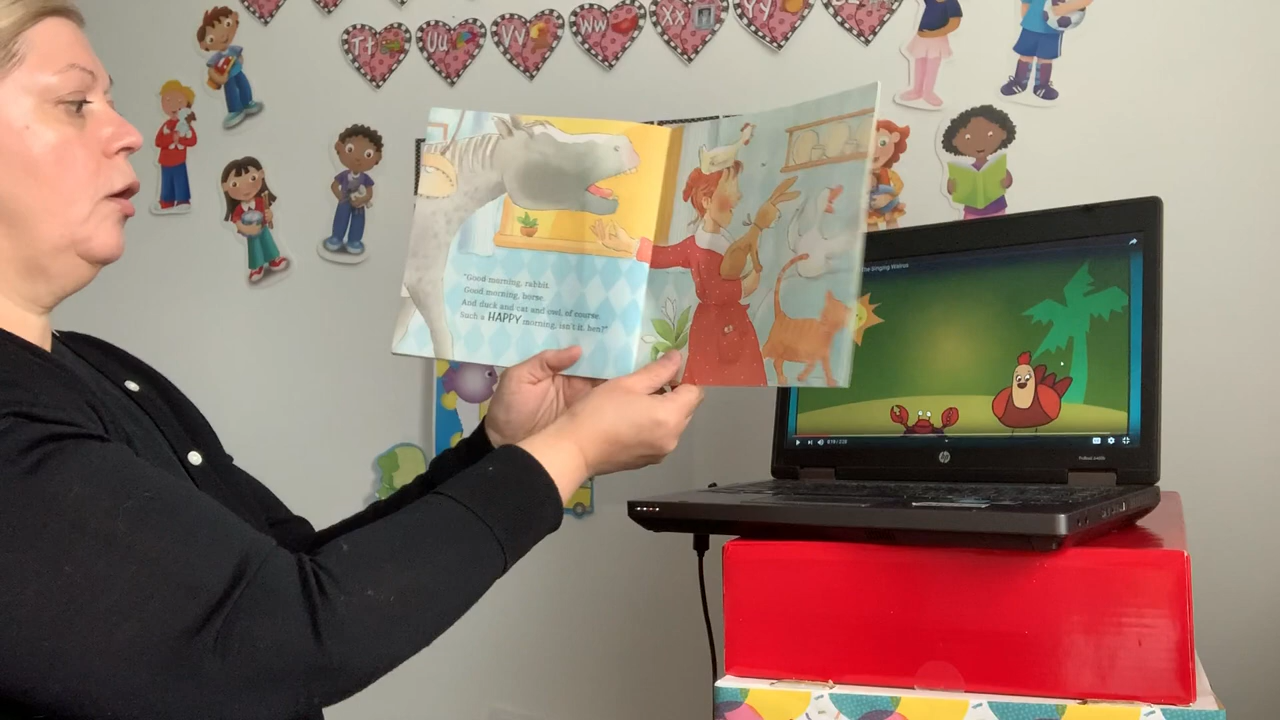 Tt
Uu
Vv
Ww
Xx
Yy
"Good morning, rabbit.
Good morning, horse.
And duck and cat and owl, of course.
Such a HAPPY morning, isn't it, hen?"
The Singing Walrus
hp